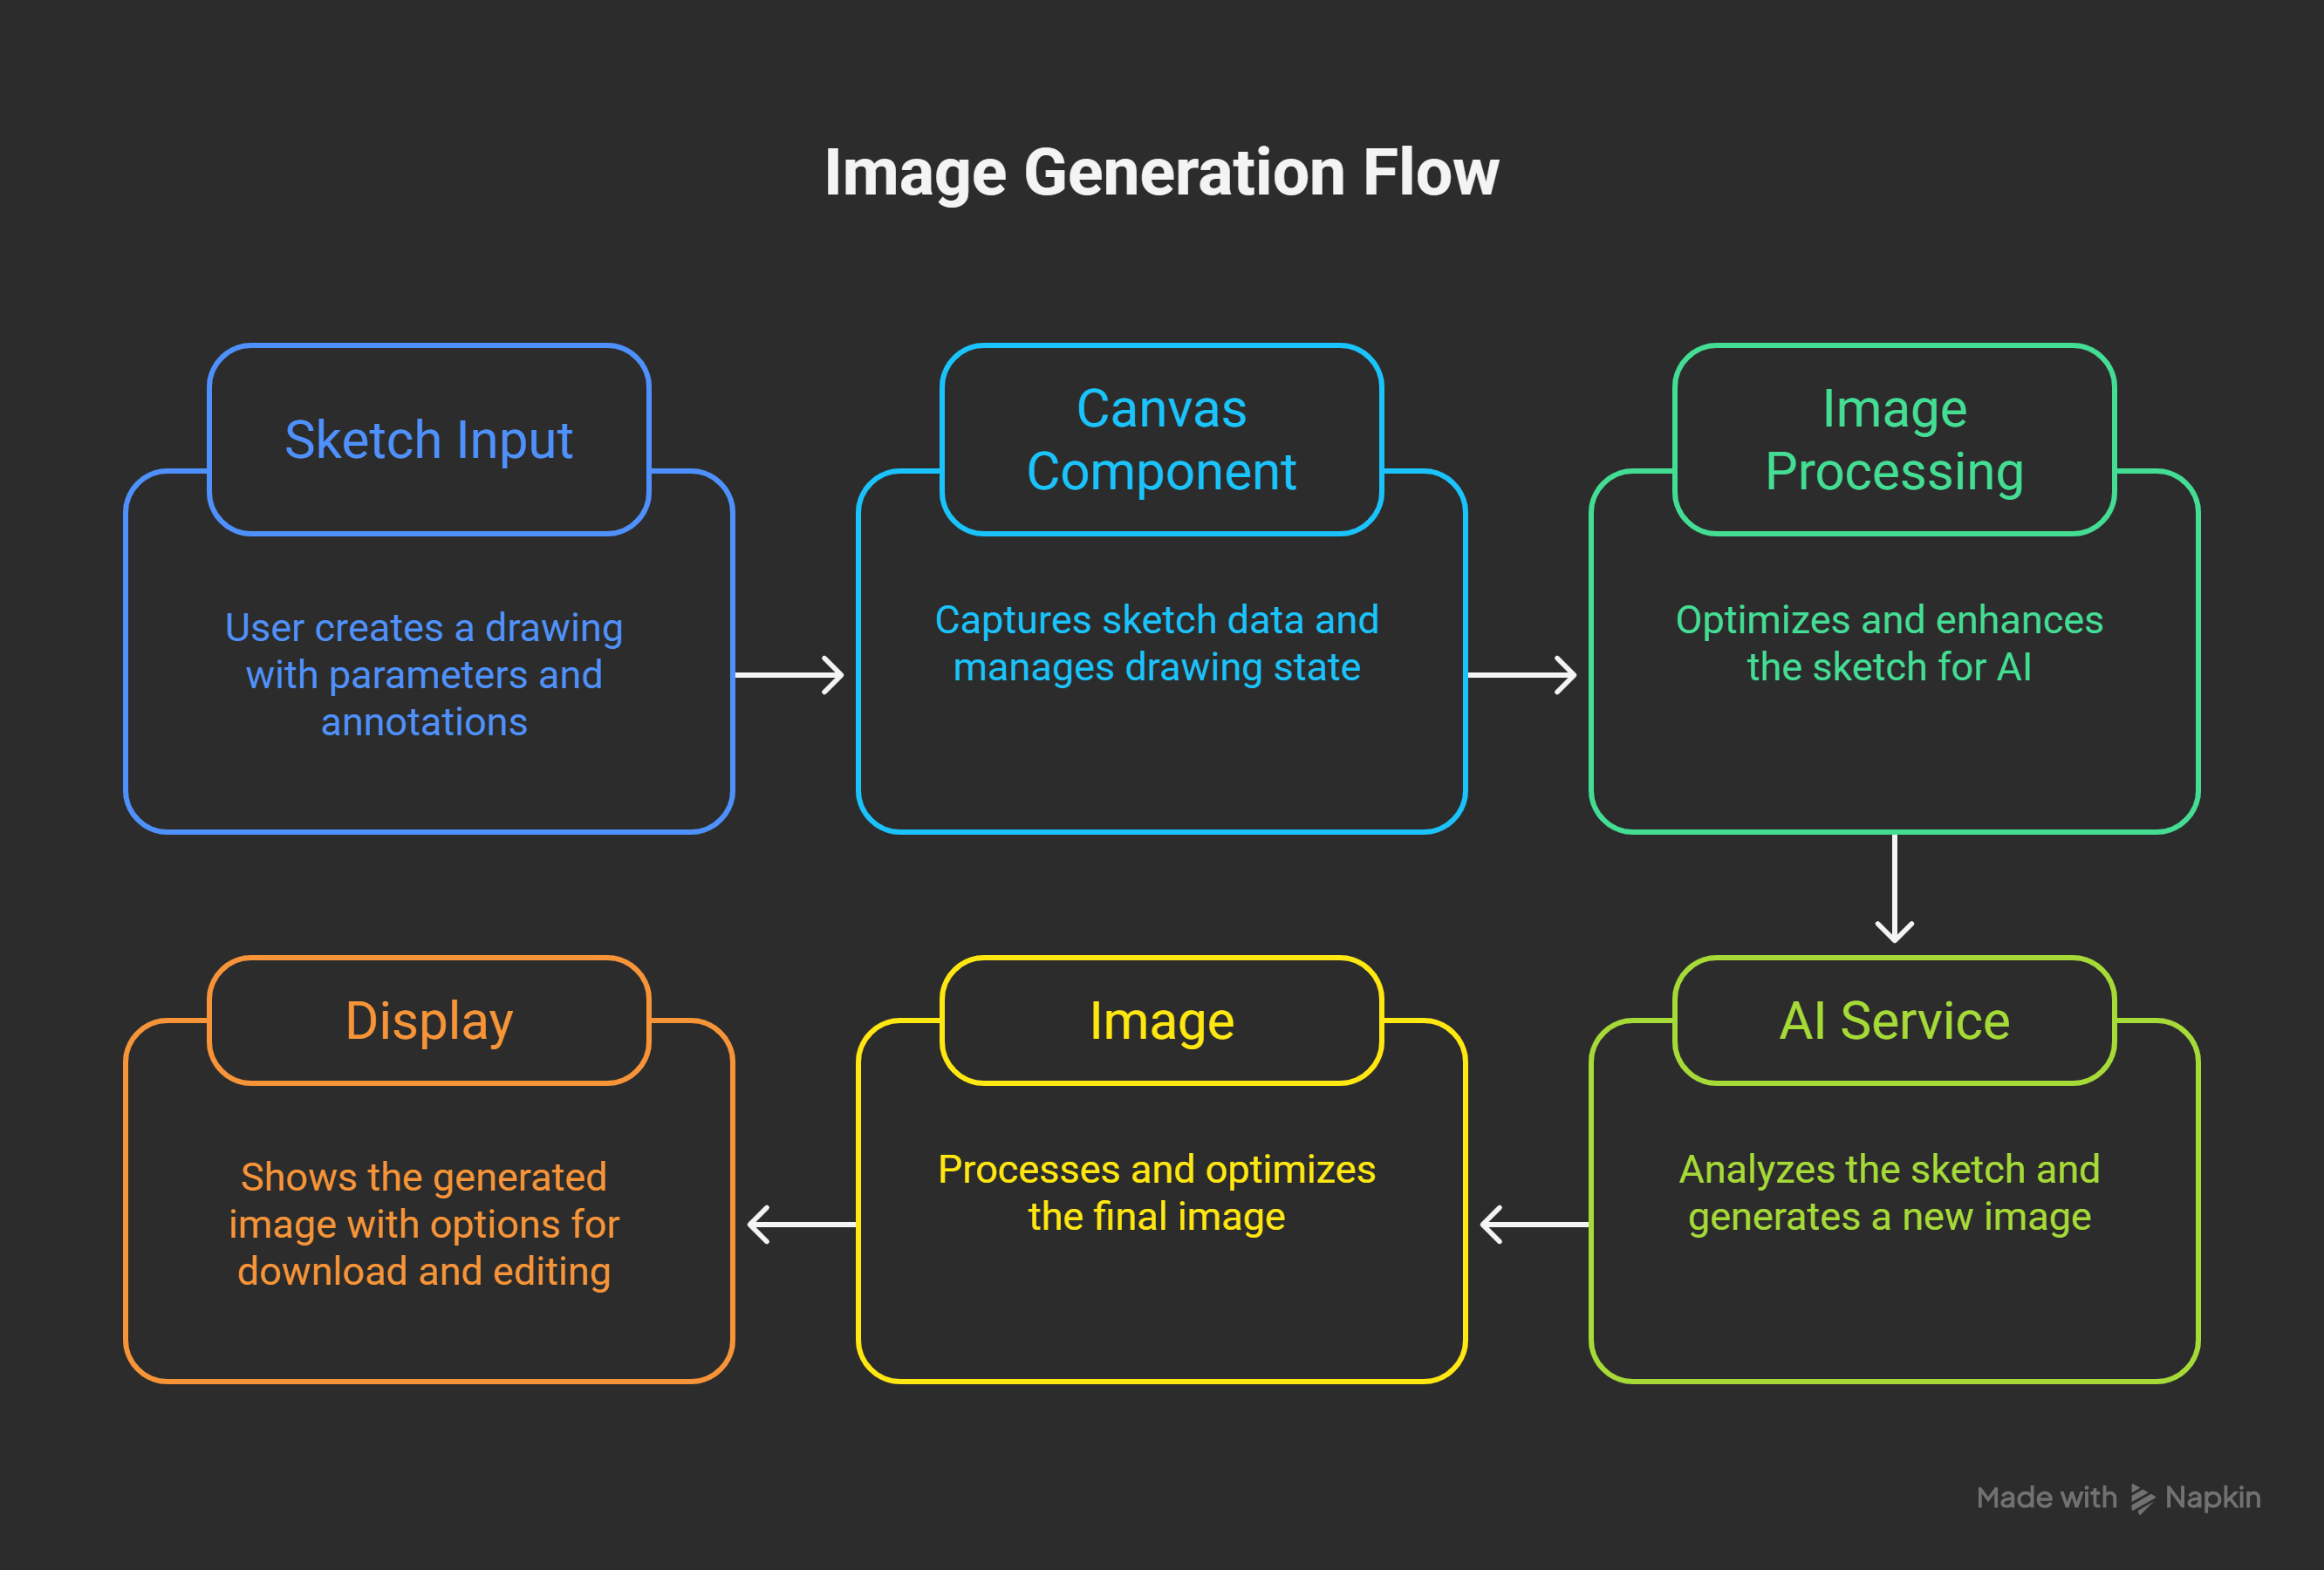 Image Generation Flow
Sketch Input
User creates a drawing
with parameters and
annotations
Canvas
Component
Captures sketch data and
manages drawing state
Image
Processing
Optimizes and enhances
the sketch for AI
AI Service
Analyzes the sketch and
generates a new image
Image
Processes and optimizes
the final image
Display
Shows the generated
image with options for
download and editing
Made with Napkin